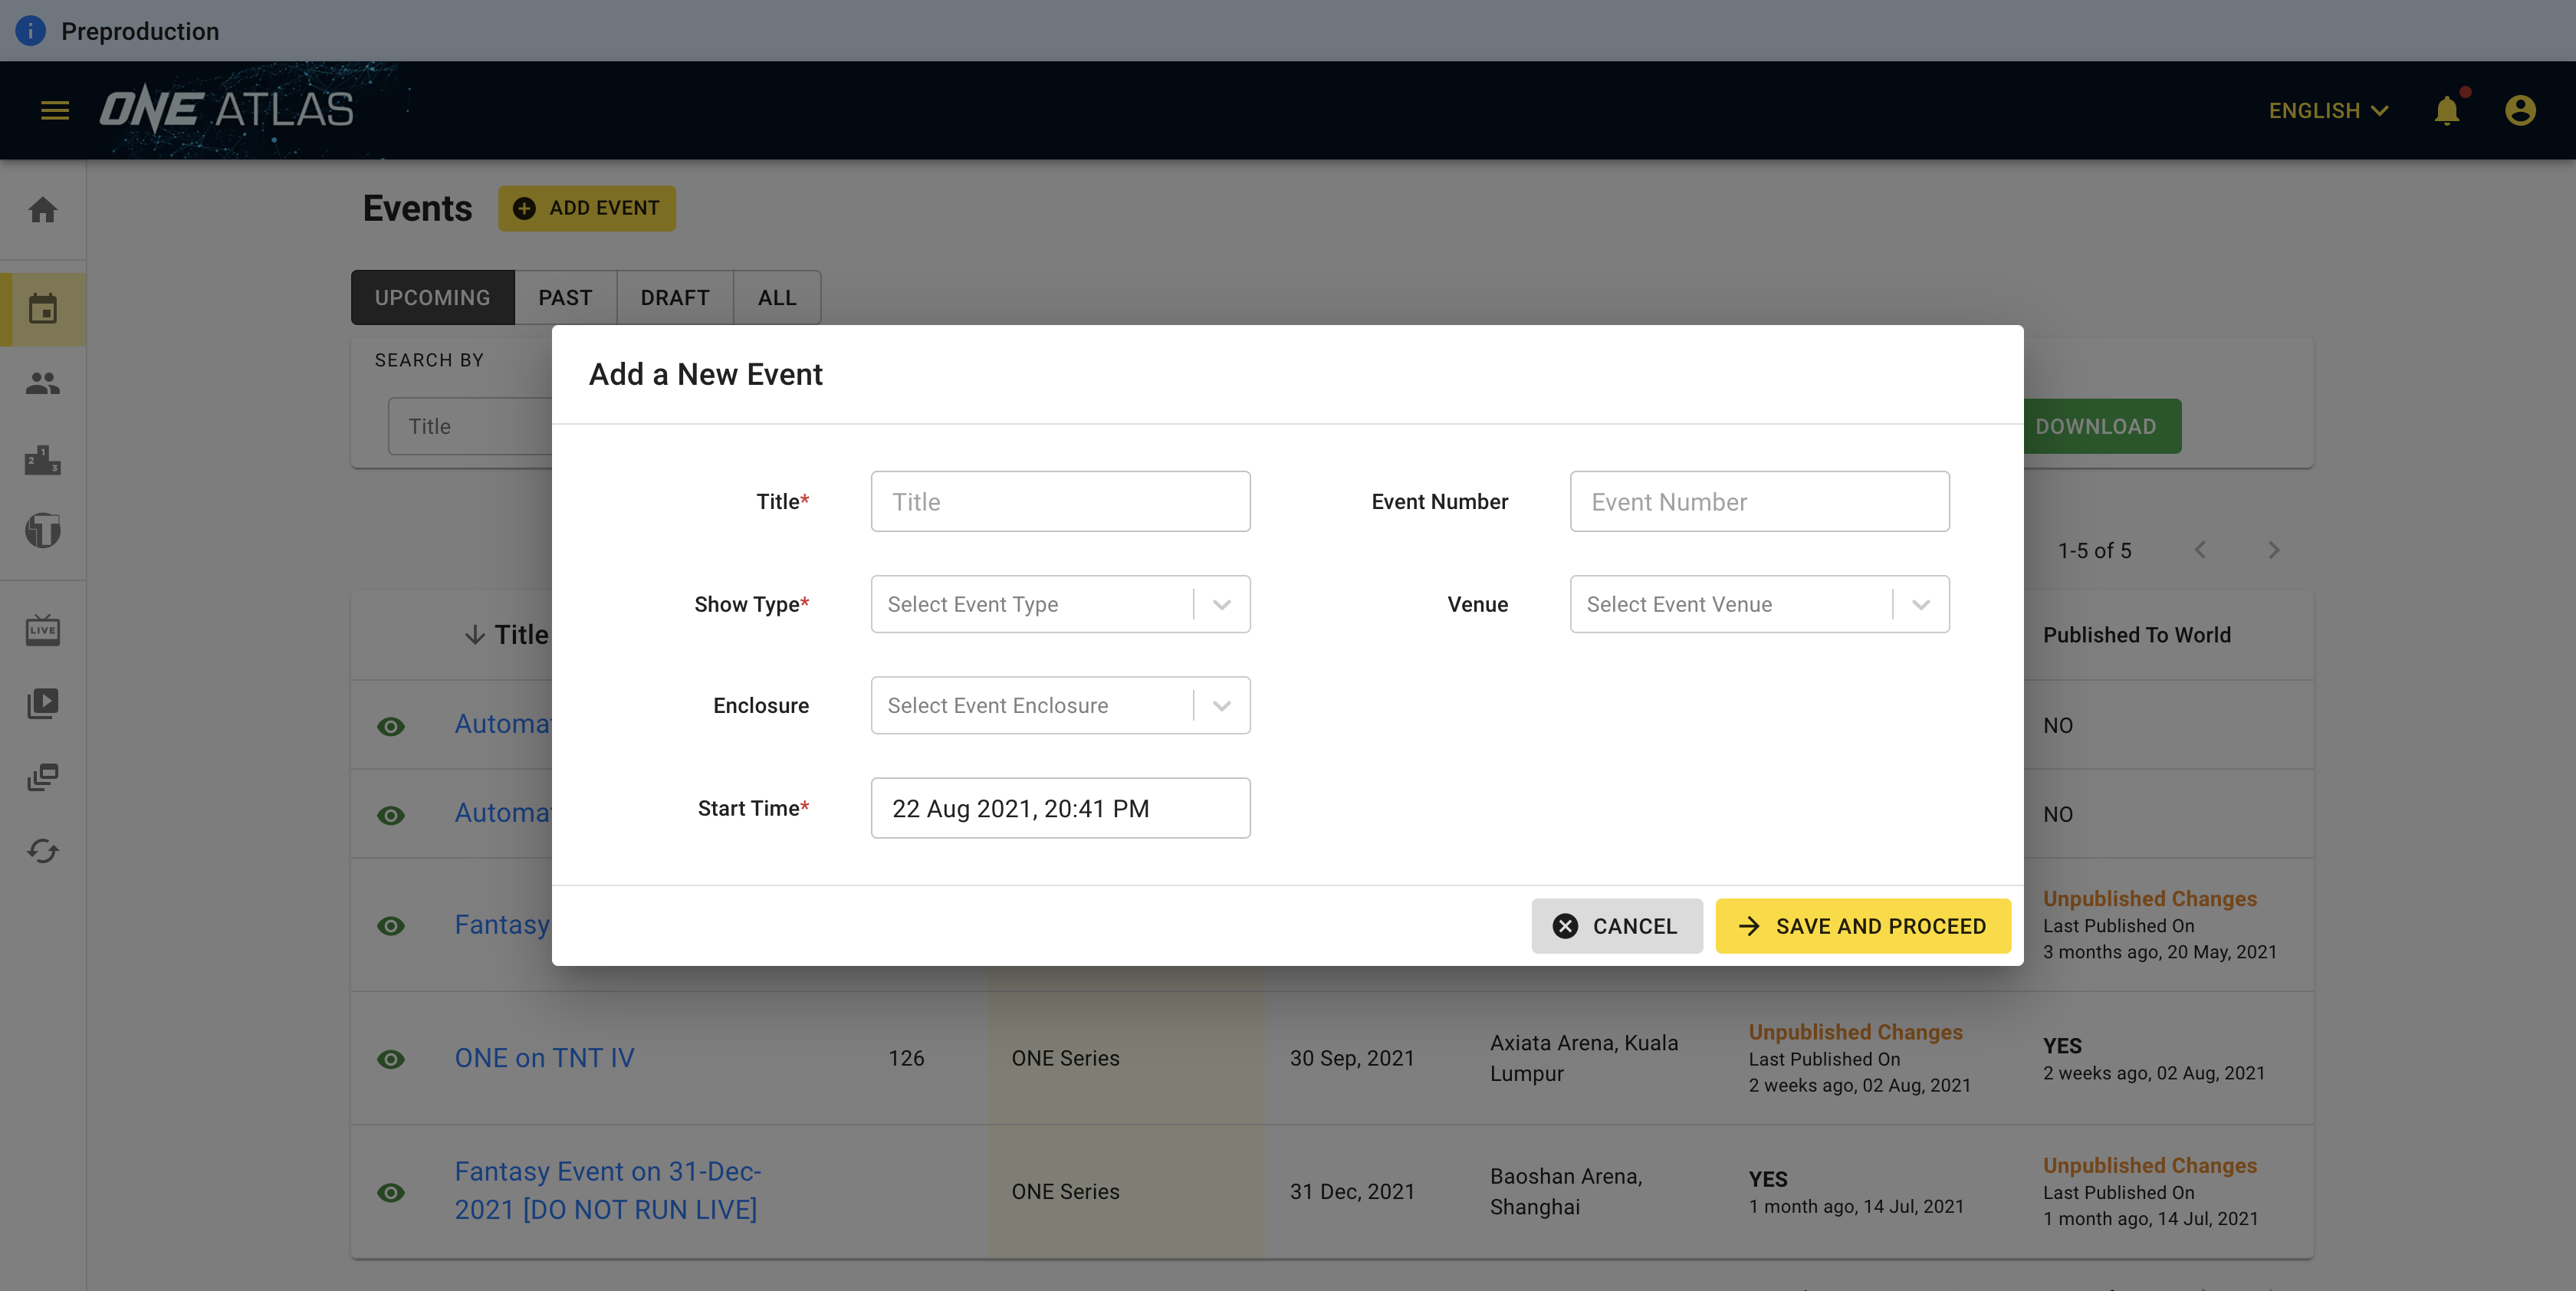 Preproduction
ONE ATLAS
ENGLISH
Events
ADD EVENT
UPCOMING
PAST
DRAFT
ALL
SEARCH BY
Title
DOWNLOAD
Add a New Event
Title*
Title
Event Number
Event Number
Show Type*
Select Event Type
Venue
Select Event Venue
Enclosure
Select Event Enclosure
Start Time*
22 Aug 2021, 20:41 PM
CANCEL
SAVE AND PROCEED
1-5 of 5
2 1 3
LIVE
Title
Published To World
Automa
NO
Automa
NO
Fantasy
Unpublished Changes
Last Published On
3 months ago, 20 May, 2021
ONE on TNT IV
126
ONE Series
30 Sep, 2021
Axiata Arena, Kuala
Lumpur
Unpublished Changes
Last Published On
2 weeks ago, 02 Aug, 2021
YES
2 weeks ago, 02 Aug, 2021
Fantasy Event on 31-Dec-
2021 [DO NOT RUN LIVE]
ONE Series
31 Dec, 2021
Baoshan Arena,
Shanghai
YES
1 month ago, 14 Jul, 2021
Unpublished Changes
Last Published On
1 month ago, 14 Jul, 2021